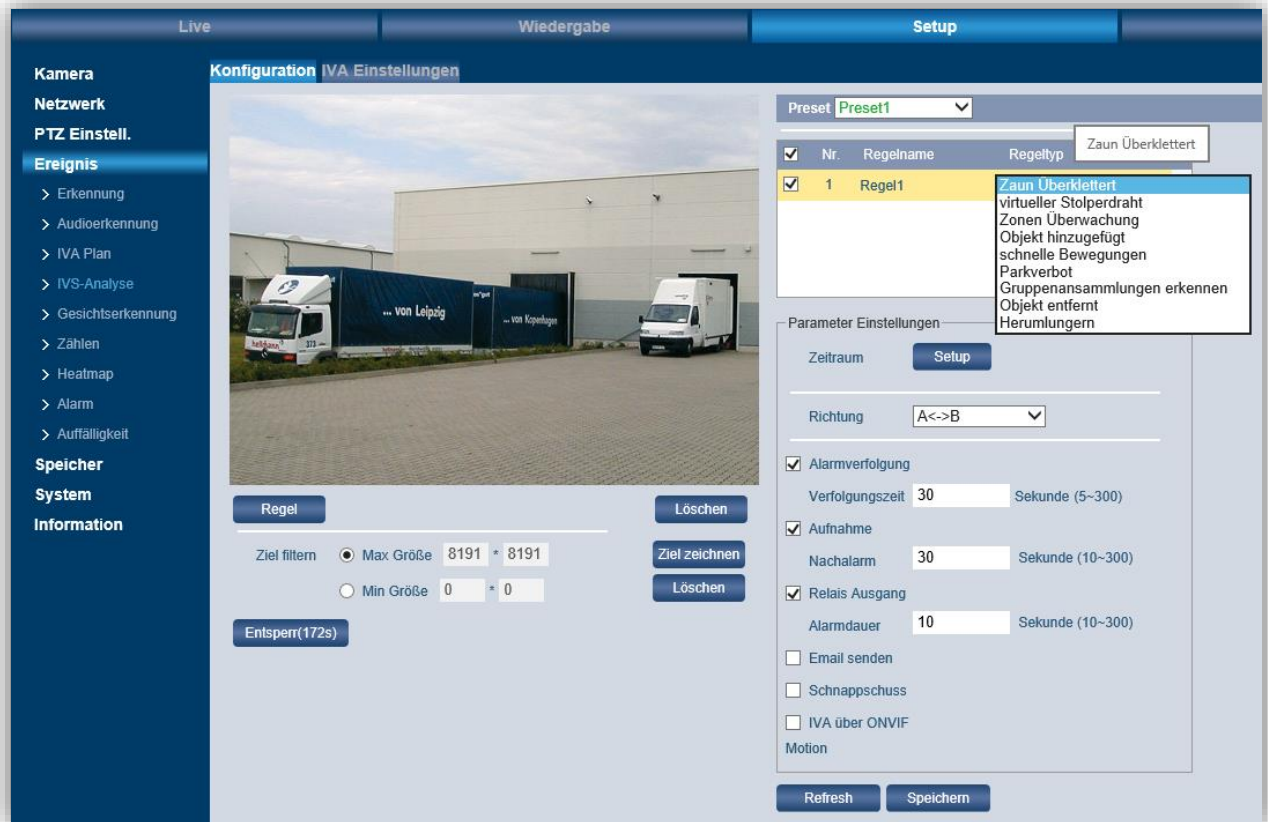 Live
Wiedergabe
Setup
Kamera
Netzwerk
PTZ Einstell.
Ereignis
> Erkennung
> Audioerkennung
> IVA Plan
> IVS-Analyse
> Gesichtserkennung
> Zählen
> Heatmap
> Alarm
> Auffälligkeit
Speicher
System
Information
Konfiguration IVA Einstellungen
... von Leipzig
... von Kopenhagen
hellmann
373
Regel
Löschen
Ziel filtern Max Größe 8191 * 8191
Ziel zeichnen
Min Größe 0 * 0
Löschen
Entsperr(172s)
Preset Preset1
Zaun Überklettert
Nr. Regelname Regeltyp
1 Regel1
Zaun Überklettert
virtueller Stolperdraht
Zonen Überwachung
Objekt hinzugefügt
schnelle Bewegungen
Parkverbot
Gruppenansammlungen erkennen
Objekt entfernt
Herumlungern
Parameter Einstellungen
Zeitraum Setup
Richtung A<->B
Alarmverfolgung
Verfolgungszeit 30 Sekunde (5~300)
Aufnahme
Nachalarm 30 Sekunde (10~300)
Relais Ausgang
Alarmdauer 10 Sekunde (10~300)
Email senden
Schnappschuss
IVA über ONVIF
Motion
Refresh Speichern